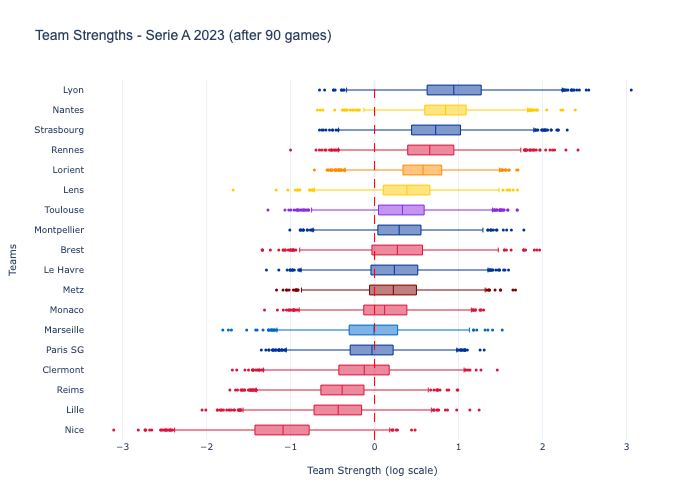 Team Strengths - Serie A 2023 (after 90 games)
Teams
Lyon
Nantes
Strasbourg
Rennes
Lorient
Lens
Toulouse
Montpellier
Brest
Le Havre
Metz
Monaco
Marseille
Paris SG
Clermont
Reims
Lille
Nice
−3 −2 −1 0 1 2 3
Team Strength (log scale)